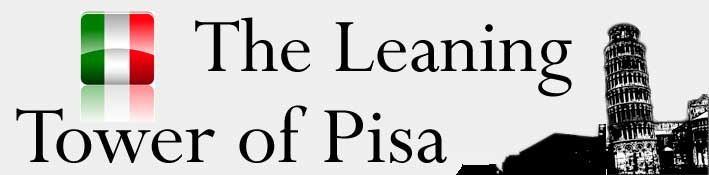 The Leaning
Tower of Pisa